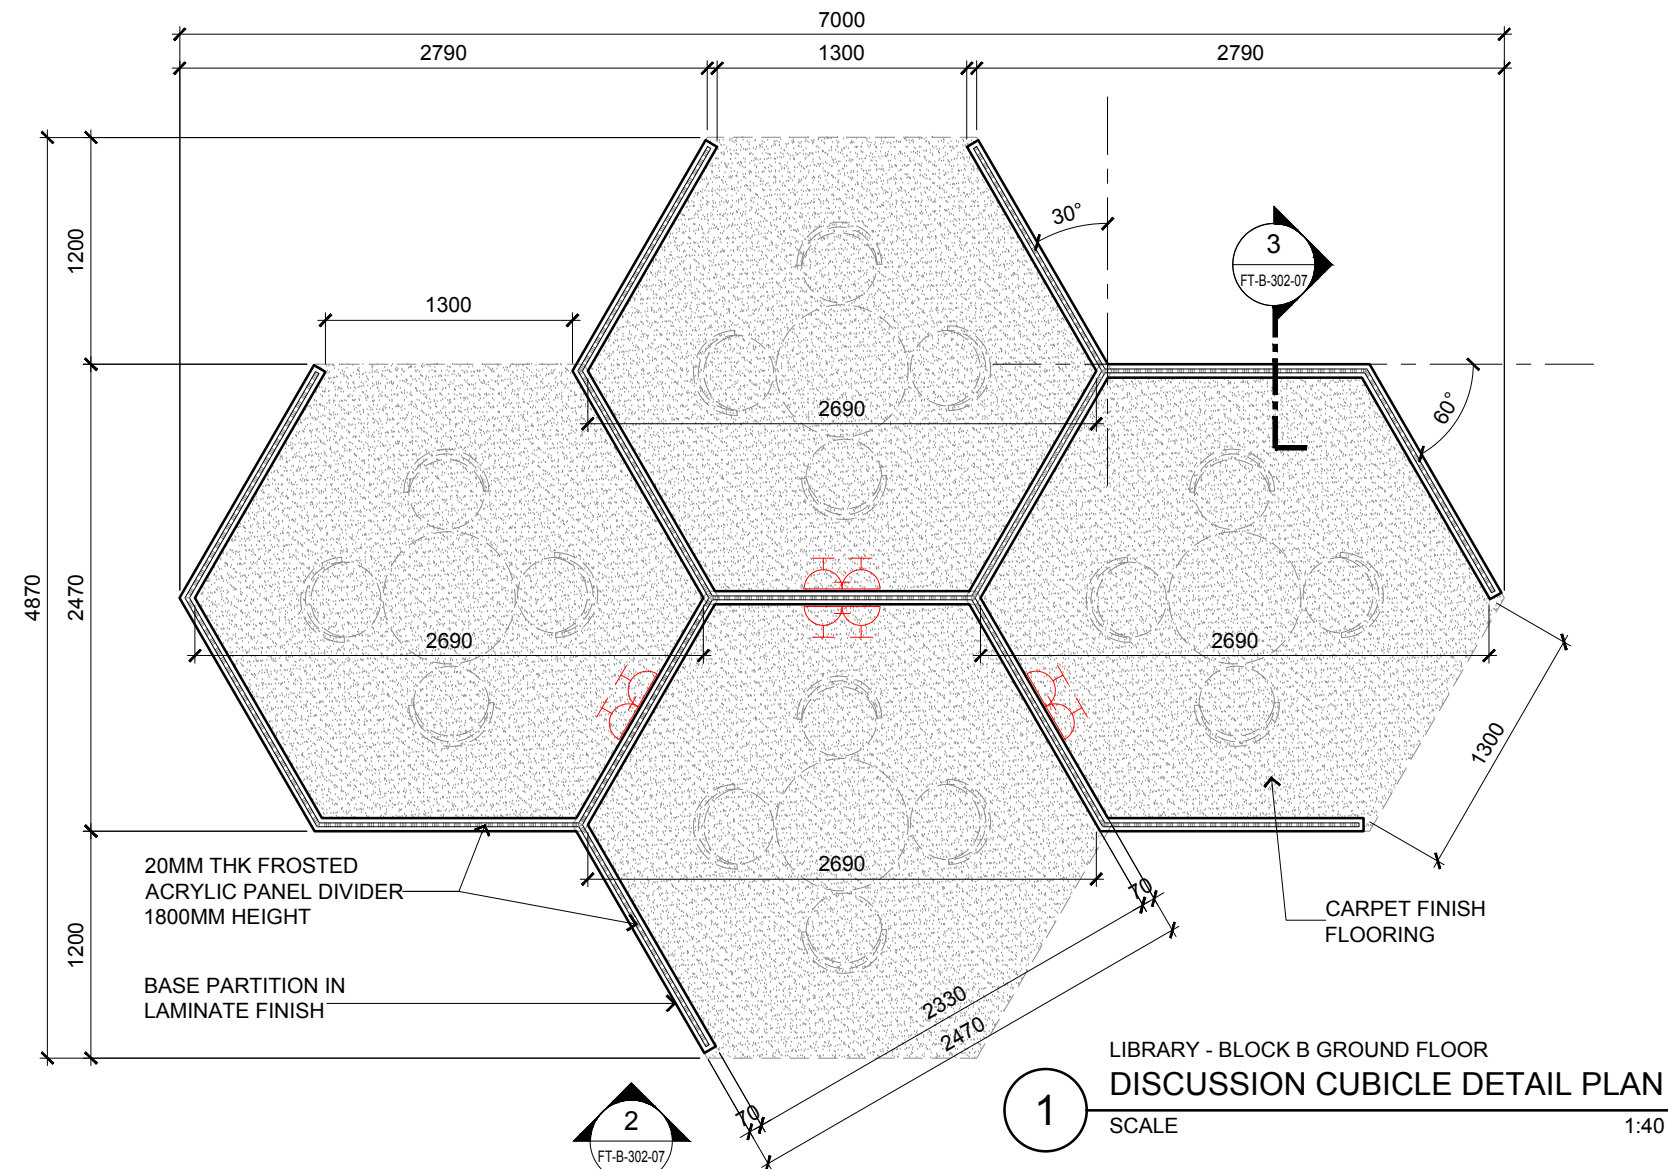 7000
2790
1300
2790
30°
3
FT-B-302-07
1200
1300
60°
2690
4870
2470
2690
2690
1300
2690
70
20MM THK FROSTED
ACRYLIC PANEL DIVIDER
1800MM HEIGHT
CARPET FINISH
FLOORING
1200
BASE PARTITION IN
LAMINATE FINISH
2330
2470
70
2
FT-B-302-07
1
LIBRARY - BLOCK B GROUND FLOOR
DISCUSSION CUBICLE DETAIL PLAN
SCALE 1:40